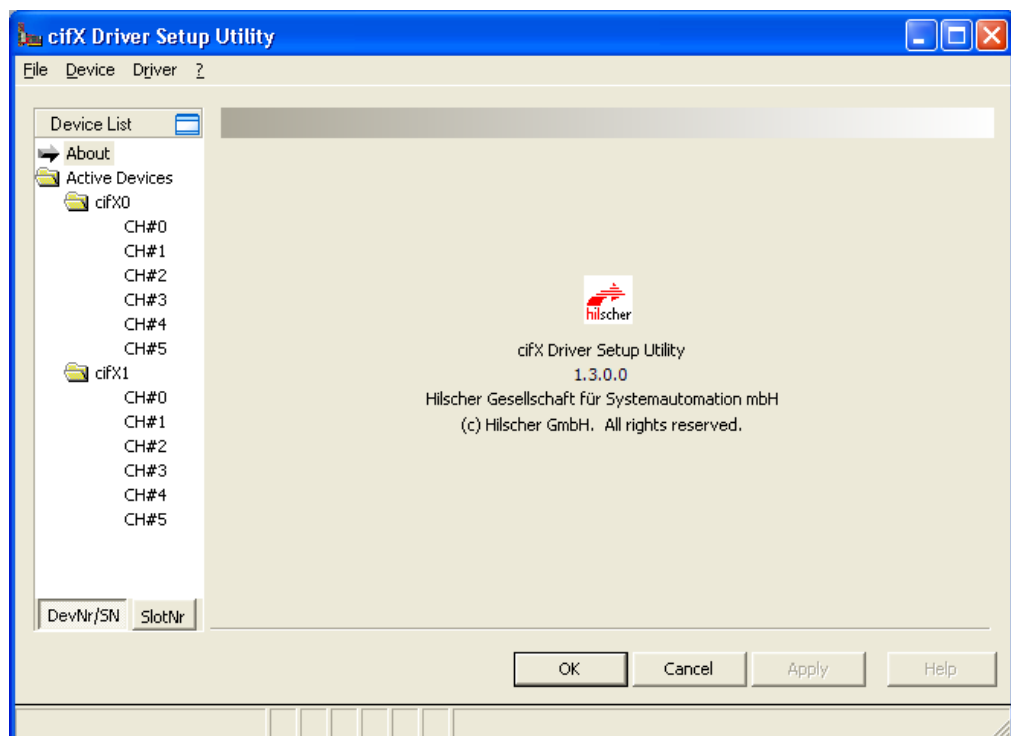 cifX Driver Setup Utility
File Device Driver ?
Device List
About
Active Devices
cifX0
CH#0
CH#1
CH#2
CH#3
CH#4
CH#5
cifX1
CH#0
CH#1
CH#2
CH#3
CH#4
CH#5
DevNr/SN SlotNr
hilscher
cifX Driver Setup Utility
1.3.0.0
Hilscher Gesellschaft für Systemautomation mbH
(c) Hilscher GmbH. All rights reserved.
OK Cancel Apply Help